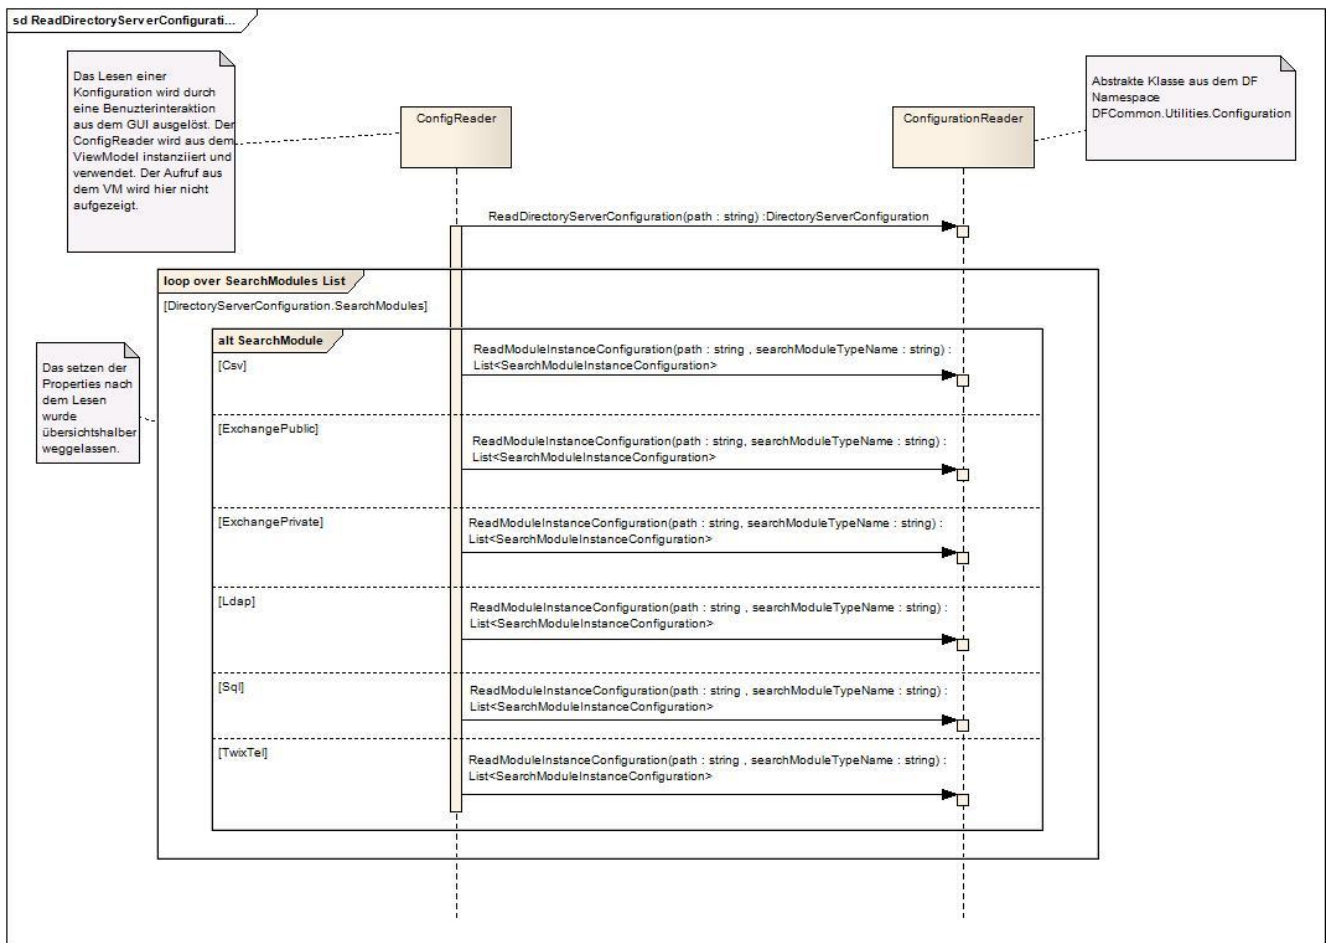 sd ReadDirectoryServerConfigurati...
Das Lesen einer
Konfiguration wird durch
eine Benuzterinteraktion
aus dem GUI ausgelöst. Der
ConfigReader wird aus dem
ViewModel instanziiert und
verwendet. Der Aufruf aus
dem VM wird hier nicht
aufgezeigt.
ConfigReader
ConfigurationReader
Abstrakte Klasse aus dem DF
Namespace
DFCommon.Utilities.Configuration
ReadDirectoryServerConfiguration(path : string) :DirectoryServerConfiguration
loop over SearchModules List
[DirectoryServerConfiguration.SearchModules]
Das setzen der
Properties nach
dem Lesen
wurde
übersichtshalber
weggelassen.
alt SearchModule
[Csv]
ReadModuleInstanceConfiguration(path : string , searchModuleTypeName : string) :
List<SearchModuleInstanceConfiguration>
[ExchangePublic]
ReadModuleInstanceConfiguration(path : string, searchModuleTypeName : string) :
List<SearchModuleInstanceConfiguration>
[ExchangePrivate]
ReadModuleInstanceConfiguration(path : string, searchModuleTypeName : string) :
List<SearchModuleInstanceConfiguration>
[Ldap]
ReadModuleInstanceConfiguration(path : string , searchModuleTypeName : string) :
List<SearchModuleInstanceConfiguration>
[Sql]
ReadModuleInstanceConfiguration(path : string , searchModuleTypeName : string) :
List<SearchModuleInstanceConfiguration>
[TwixTel]
ReadModuleInstanceConfiguration(path : string , searchModuleTypeName : string) :
List<SearchModuleInstanceConfiguration>